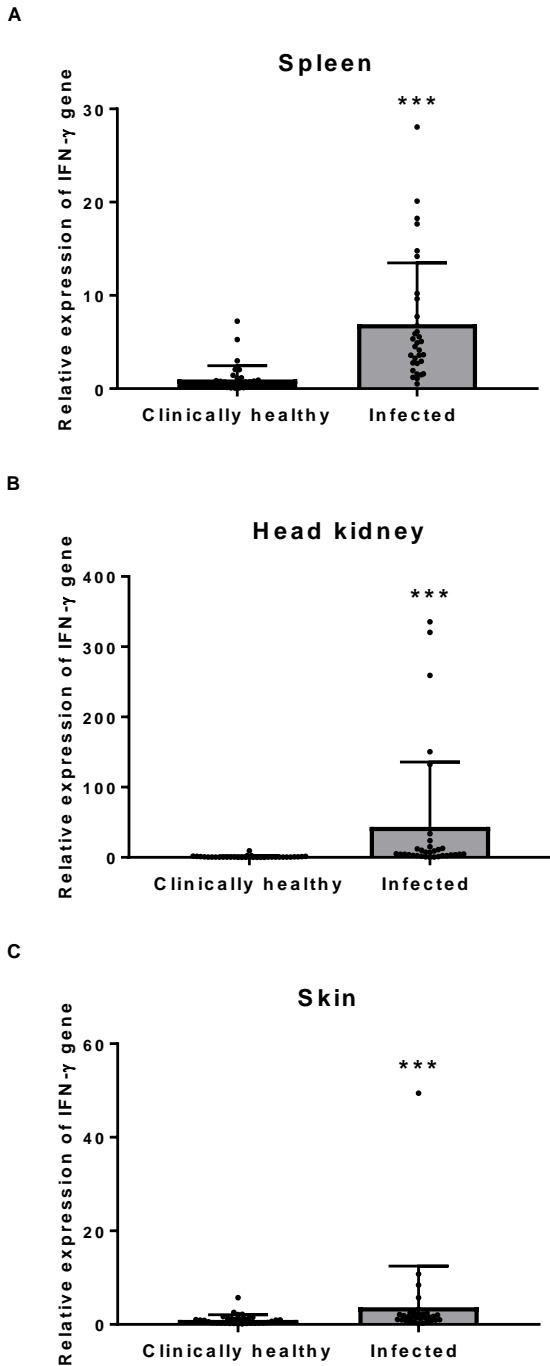 A
Spleen
Relative expression of IFN-γ gene
***
30
20
10
0
Clinically healthy Infected
B
Head kidney
Relative expression of IFN-γ gene
***
400
300
200
100
0
Clinically healthy Infected
C
Skin
Relative expression of IFN-γ gene
***
60
40
20
0
Clinically healthy Infected